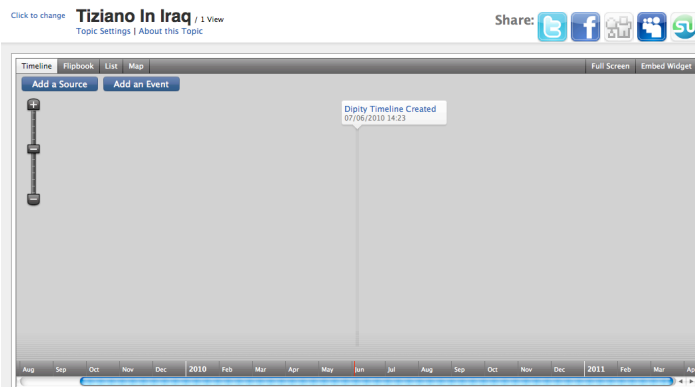 Click to change
Tiziano In Iraq / 1 View
Topic Settings | About this Topic
Share:
Timeline Flipbook List Map Full Screen Embed Widget
Add a Source Add an Event
Dipity Timeline Created
07/06/2010 14:23
Aug Sep Oct Nov Dec 2010 Feb Mar Apr May Jun Jul Aug Sep Oct Nov Dec 2011 Feb Mar